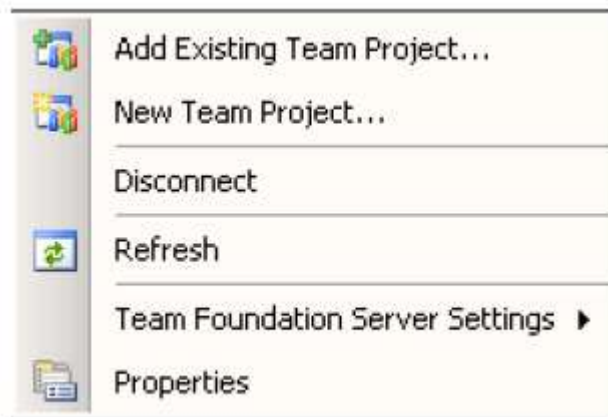 Add Existing Team Project...
New Team Project...
Disconnect
Refresh
Team Foundation Server Settings
Properties